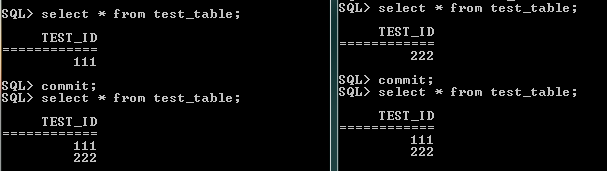 SQL> select * from test_table;
TEST_ID
============
111
SQL> commit;
SQL> select * from test_table;
TEST_ID
============
111
222
SQL> select * from test_table;
TEST_ID
============
222
SQL> commit;
SQL> select * from test_table;
TEST_ID
============
111
222